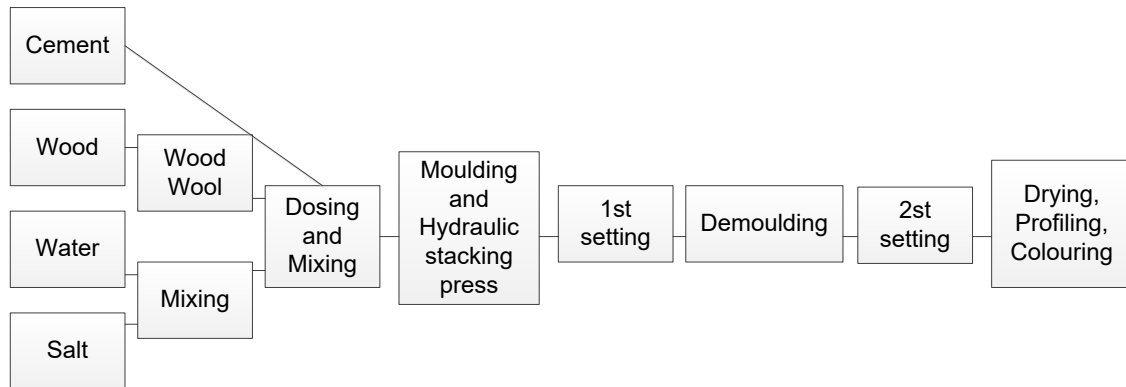 Cement
Wood
Water
Salt
Wood
Wool
Mixing
Dosing
and
Mixing
Moulding
and
Hydraulic
stacking
press
1st
setting
Demoulding
2st
setting
Drying,
Profiling,
Colouring